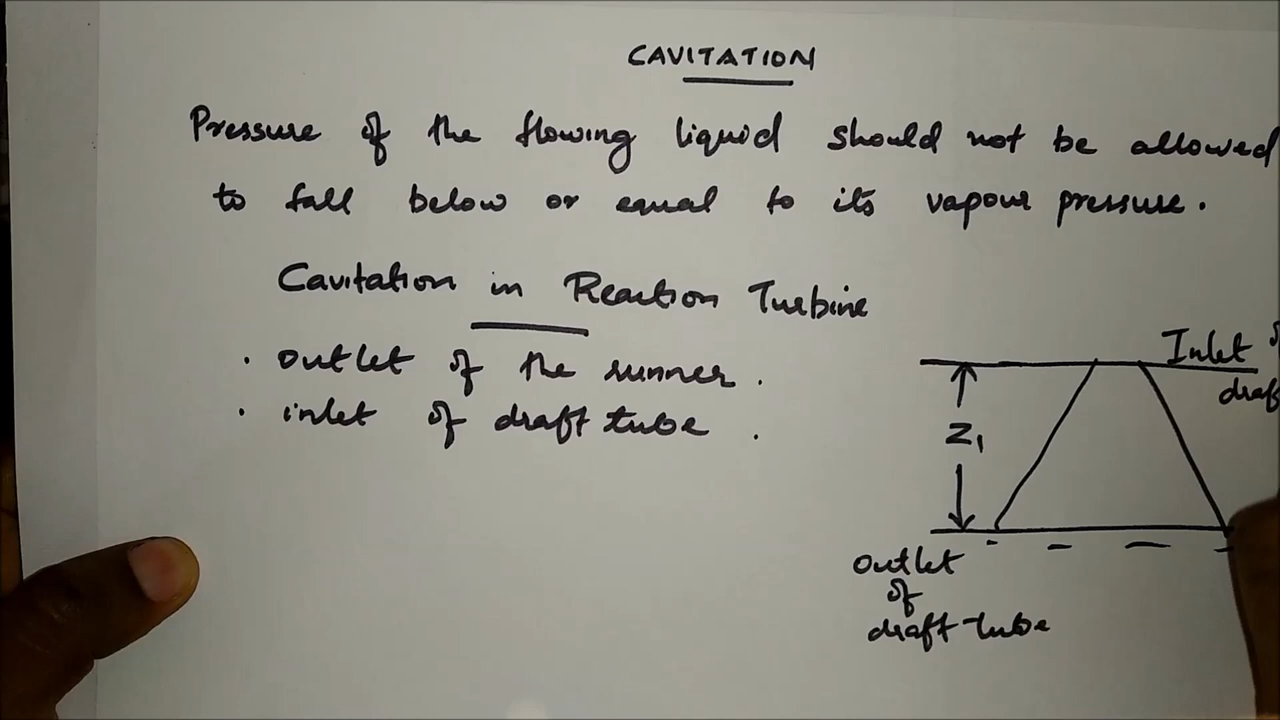 CAVITATION
Pressure of the flowing liquid should not be allowed
to fall below or equal to its vapour pressure.
Cavitation in Reaction Turbine
· outlet of the runner.
· inlet of draft tube.
Inlet
Z1
Outlet
of
draft tube